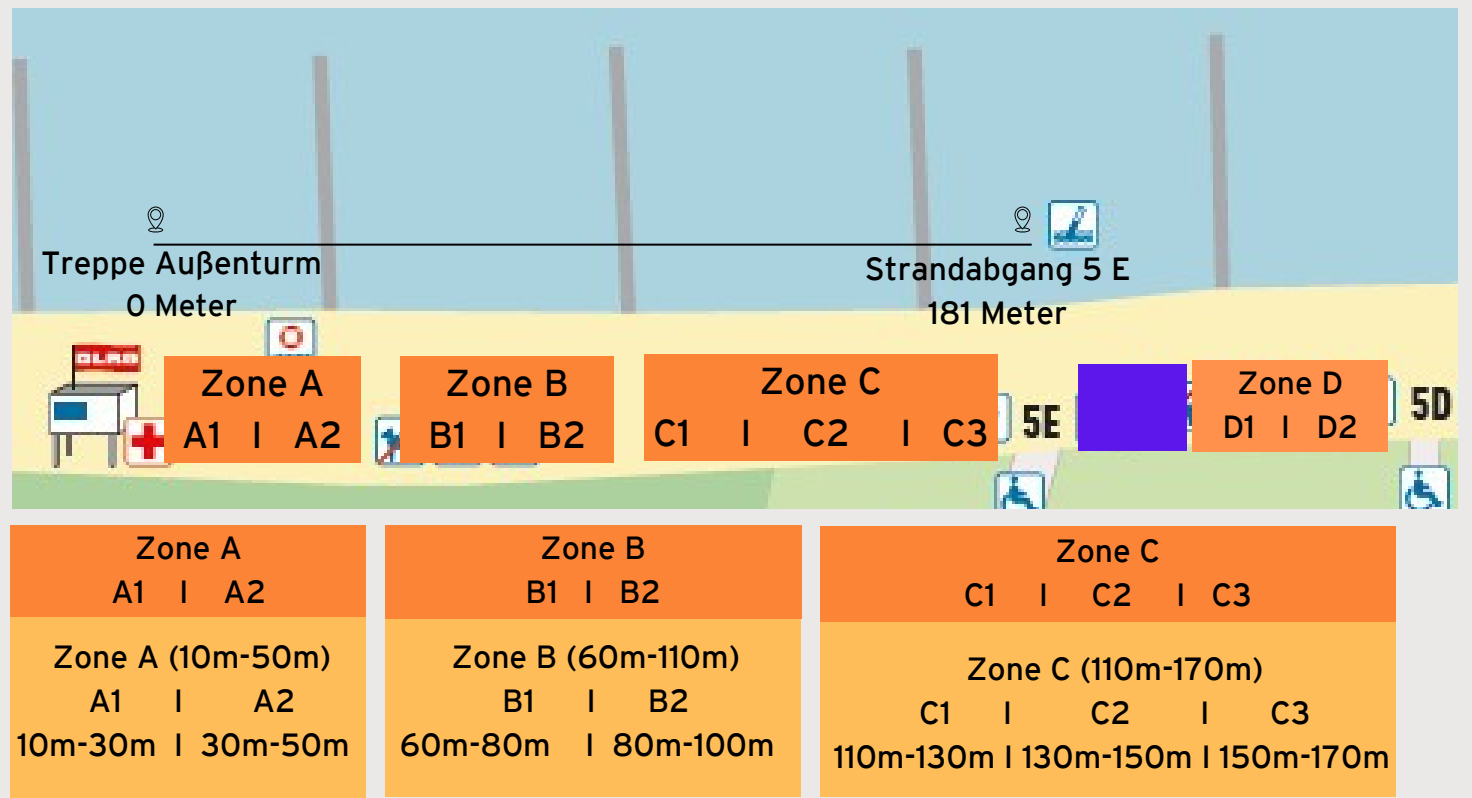 Treppe Außenturm
0 Meter
Strandabgang 5 E
181 Meter
DLRG
Zone A
A1 I A2
Zone B
B1 I B2
Zone C
C1 I C2 I C3
5E
Zone D
D1 I D2
5D
Zone A
A1 I A2
Zone A (10m-50m)
A1 I A2
10m-30m I 30m-50m
Zone B
B1 I B2
Zone B (60m-110m)
B1 I B2
60m-80m I 80m-100m
Zone C
C1 I C2 I C3
Zone C (110m-170m)
C1 I C2 I C3
110m-130m I 130m-150m I 150m-170m